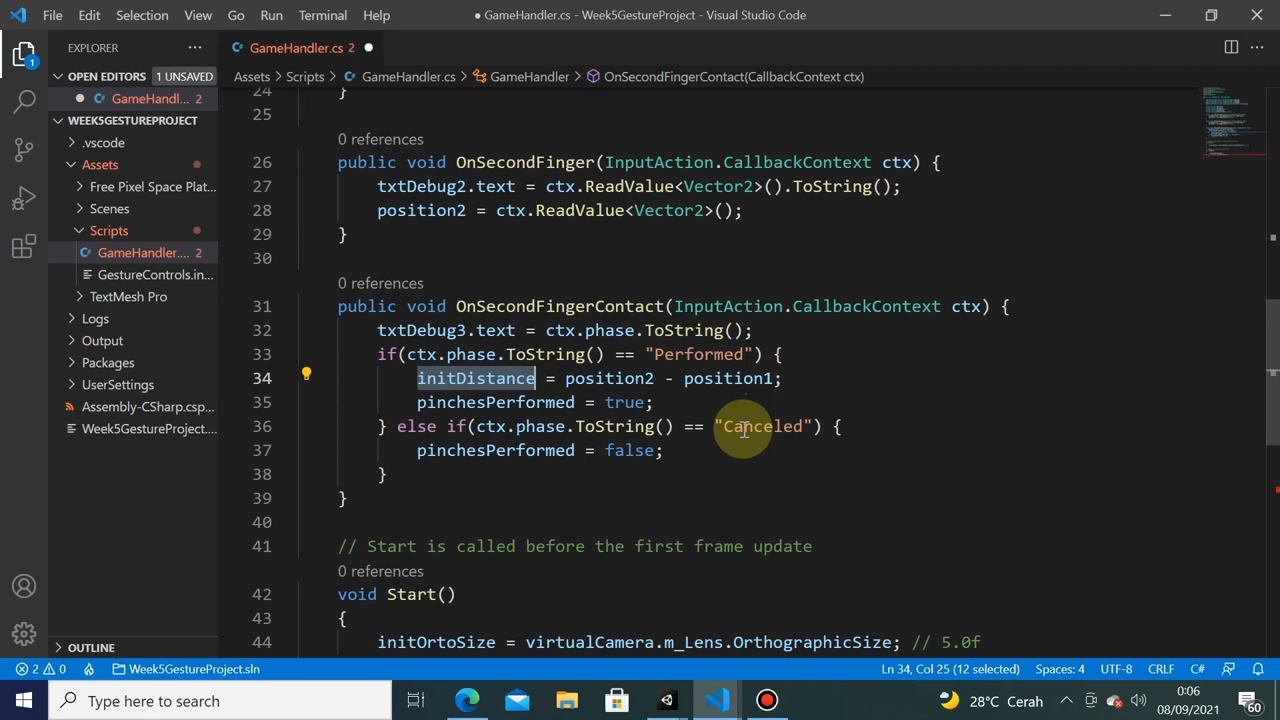 File Edit Selection View Go Run Terminal Help
● GameHandler.cs - Week5GestureProject - Visual Studio Code
EXPLORER
GameHandler.cs 2
OPEN EDITORS 1 UNSAVED
GameHandl... 2
WEEK5GESTUREPROJECT
.vscode
Assets
Free Pixel Space Plat...
Scenes
Scripts
GameHandler.... 2
GestureControls.in...
TextMesh Pro
Logs
Obj
Packages
UserSettings
Assembly-CSharp.csp...
Week5GestureProject....
OUTLINE
1
Assets > Scripts > GameHandler.cs > GameHandler > OnSecondFingerContact(CallbackContext ctx)
24 }
25
0 references
26 public void OnSecondFinger(InputAction.CallbackContext ctx) {
27 txtDebug2.text = ctx.ReadValue<Vector2>().ToString();
28 position2 = ctx.ReadValue<Vector2>();
29 }
30
0 references
31 public void OnSecondFingerContact(InputAction.CallbackContext ctx) {
32 txtDebug3.text = ctx.phase.ToString();
33 if(ctx.phase.ToString() == "Performed") {
34 initDistance = position2 - position1;
35 pinchesPerformed = true;
36 } else if(ctx.phase.ToString() == "Canceled") {
37 pinchesPerformed = false;
38 }
39 }
40
41 // Start is called before the first frame update
0 references
42 void Start()
43 {
44 initOrtoSize = virtualCamera.m_Lens.OrthographicSize; // 5.0f
2 0 Week5GestureProject.sln Ln 34, Col 25 (12 selected) Spaces: 4 UTF-8 CRLF C#
Type here to search
28°C Cerah
0:06
08/09/2021
60